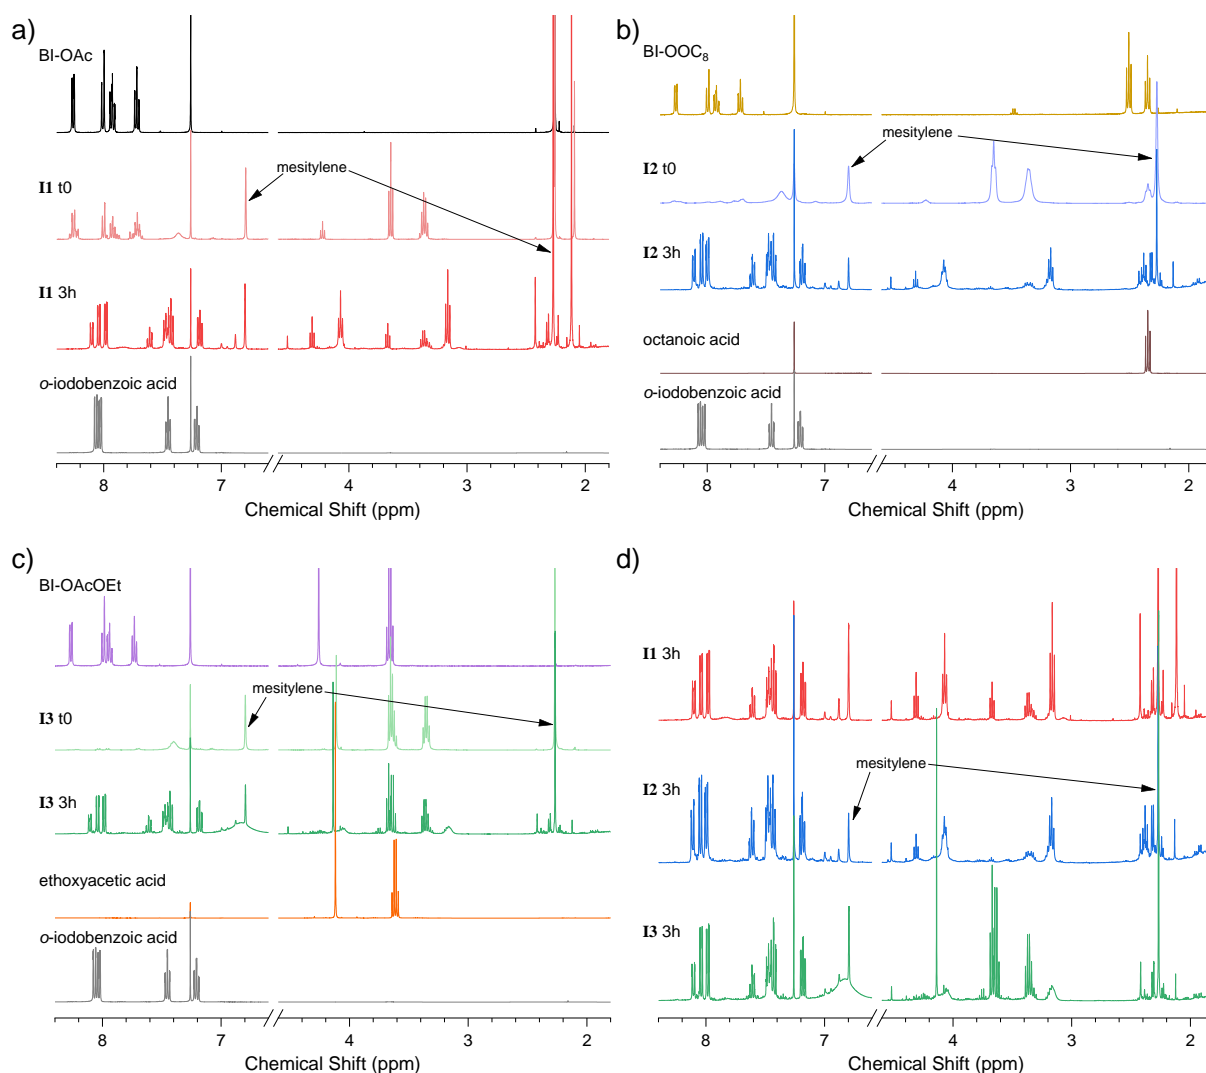 a)
BI-OAc
mesitylene
I1 t0
I1 3h
o-iodobenzoic acid
8 7 4 3 2
Chemical Shift (ppm)
b)
BI-OOC₈
mesitylene
I2 t0
I2 3h
octanoic acid
o-iodobenzoic acid
8 7 4 3 2
Chemical Shift (ppm)
c)
BI-OAcOEt
mesitylene
I3 t0
I3 3h
ethoxyacetic acid
o-iodobenzoic acid
8 7 4 3 2
Chemical Shift (ppm)
d)
I1 3h
mesitylene
I2 3h
I3 3h
8 7 4 3 2
Chemical Shift (ppm)